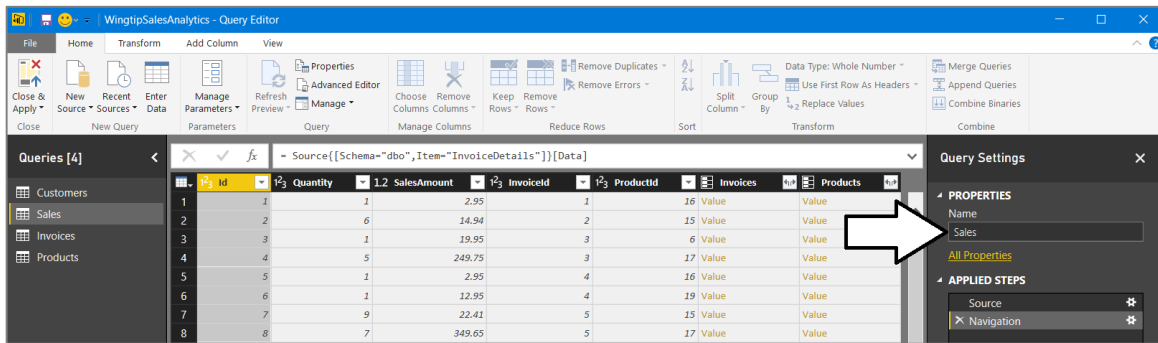 WingtipSalesAnalytics - Query Editor
File Home Transform Add Column View
Close & Apply
New Source
Recent Sources
Enter Data
Manage Parameters
Refresh Preview
Properties
Advanced Editor
Manage
Choose Columns
Remove Columns
Keep Rows
Remove Rows
Remove Duplicates
Remove Errors
Split Column
Group By
Data Type: Whole Number
Use First Row As Headers
Replace Values
Merge Queries
Append Queries
Combine Binaries
Close New Query Parameters Query Manage Columns Reduce Rows Sort Transform Combine
Queries [4]
Customers
Sales
Invoices
Products
fx = Source{[Schema="dbo",Item="InvoiceDetails"]}[Data]
1²3 Id 1²3 Quantity 1.2 SalesAmount 1²3 InvoiceId 1²3 ProductId Invoices Products
1 1 1 2.95 1 16 Value Value
2 2 6 14.94 2 15 Value Value
3 3 1 19.95 3 6 Value Value
4 4 5 249.75 3 17 Value Value
5 5 1 2.95 4 16 Value Value
6 6 1 12.95 4 19 Value Value
7 7 9 22.41 5 15 Value Value
8 8 7 349.65 5 17 Value Value
Query Settings
PROPERTIES
Name
Sales
All Properties
APPLIED STEPS
Source
Navigation